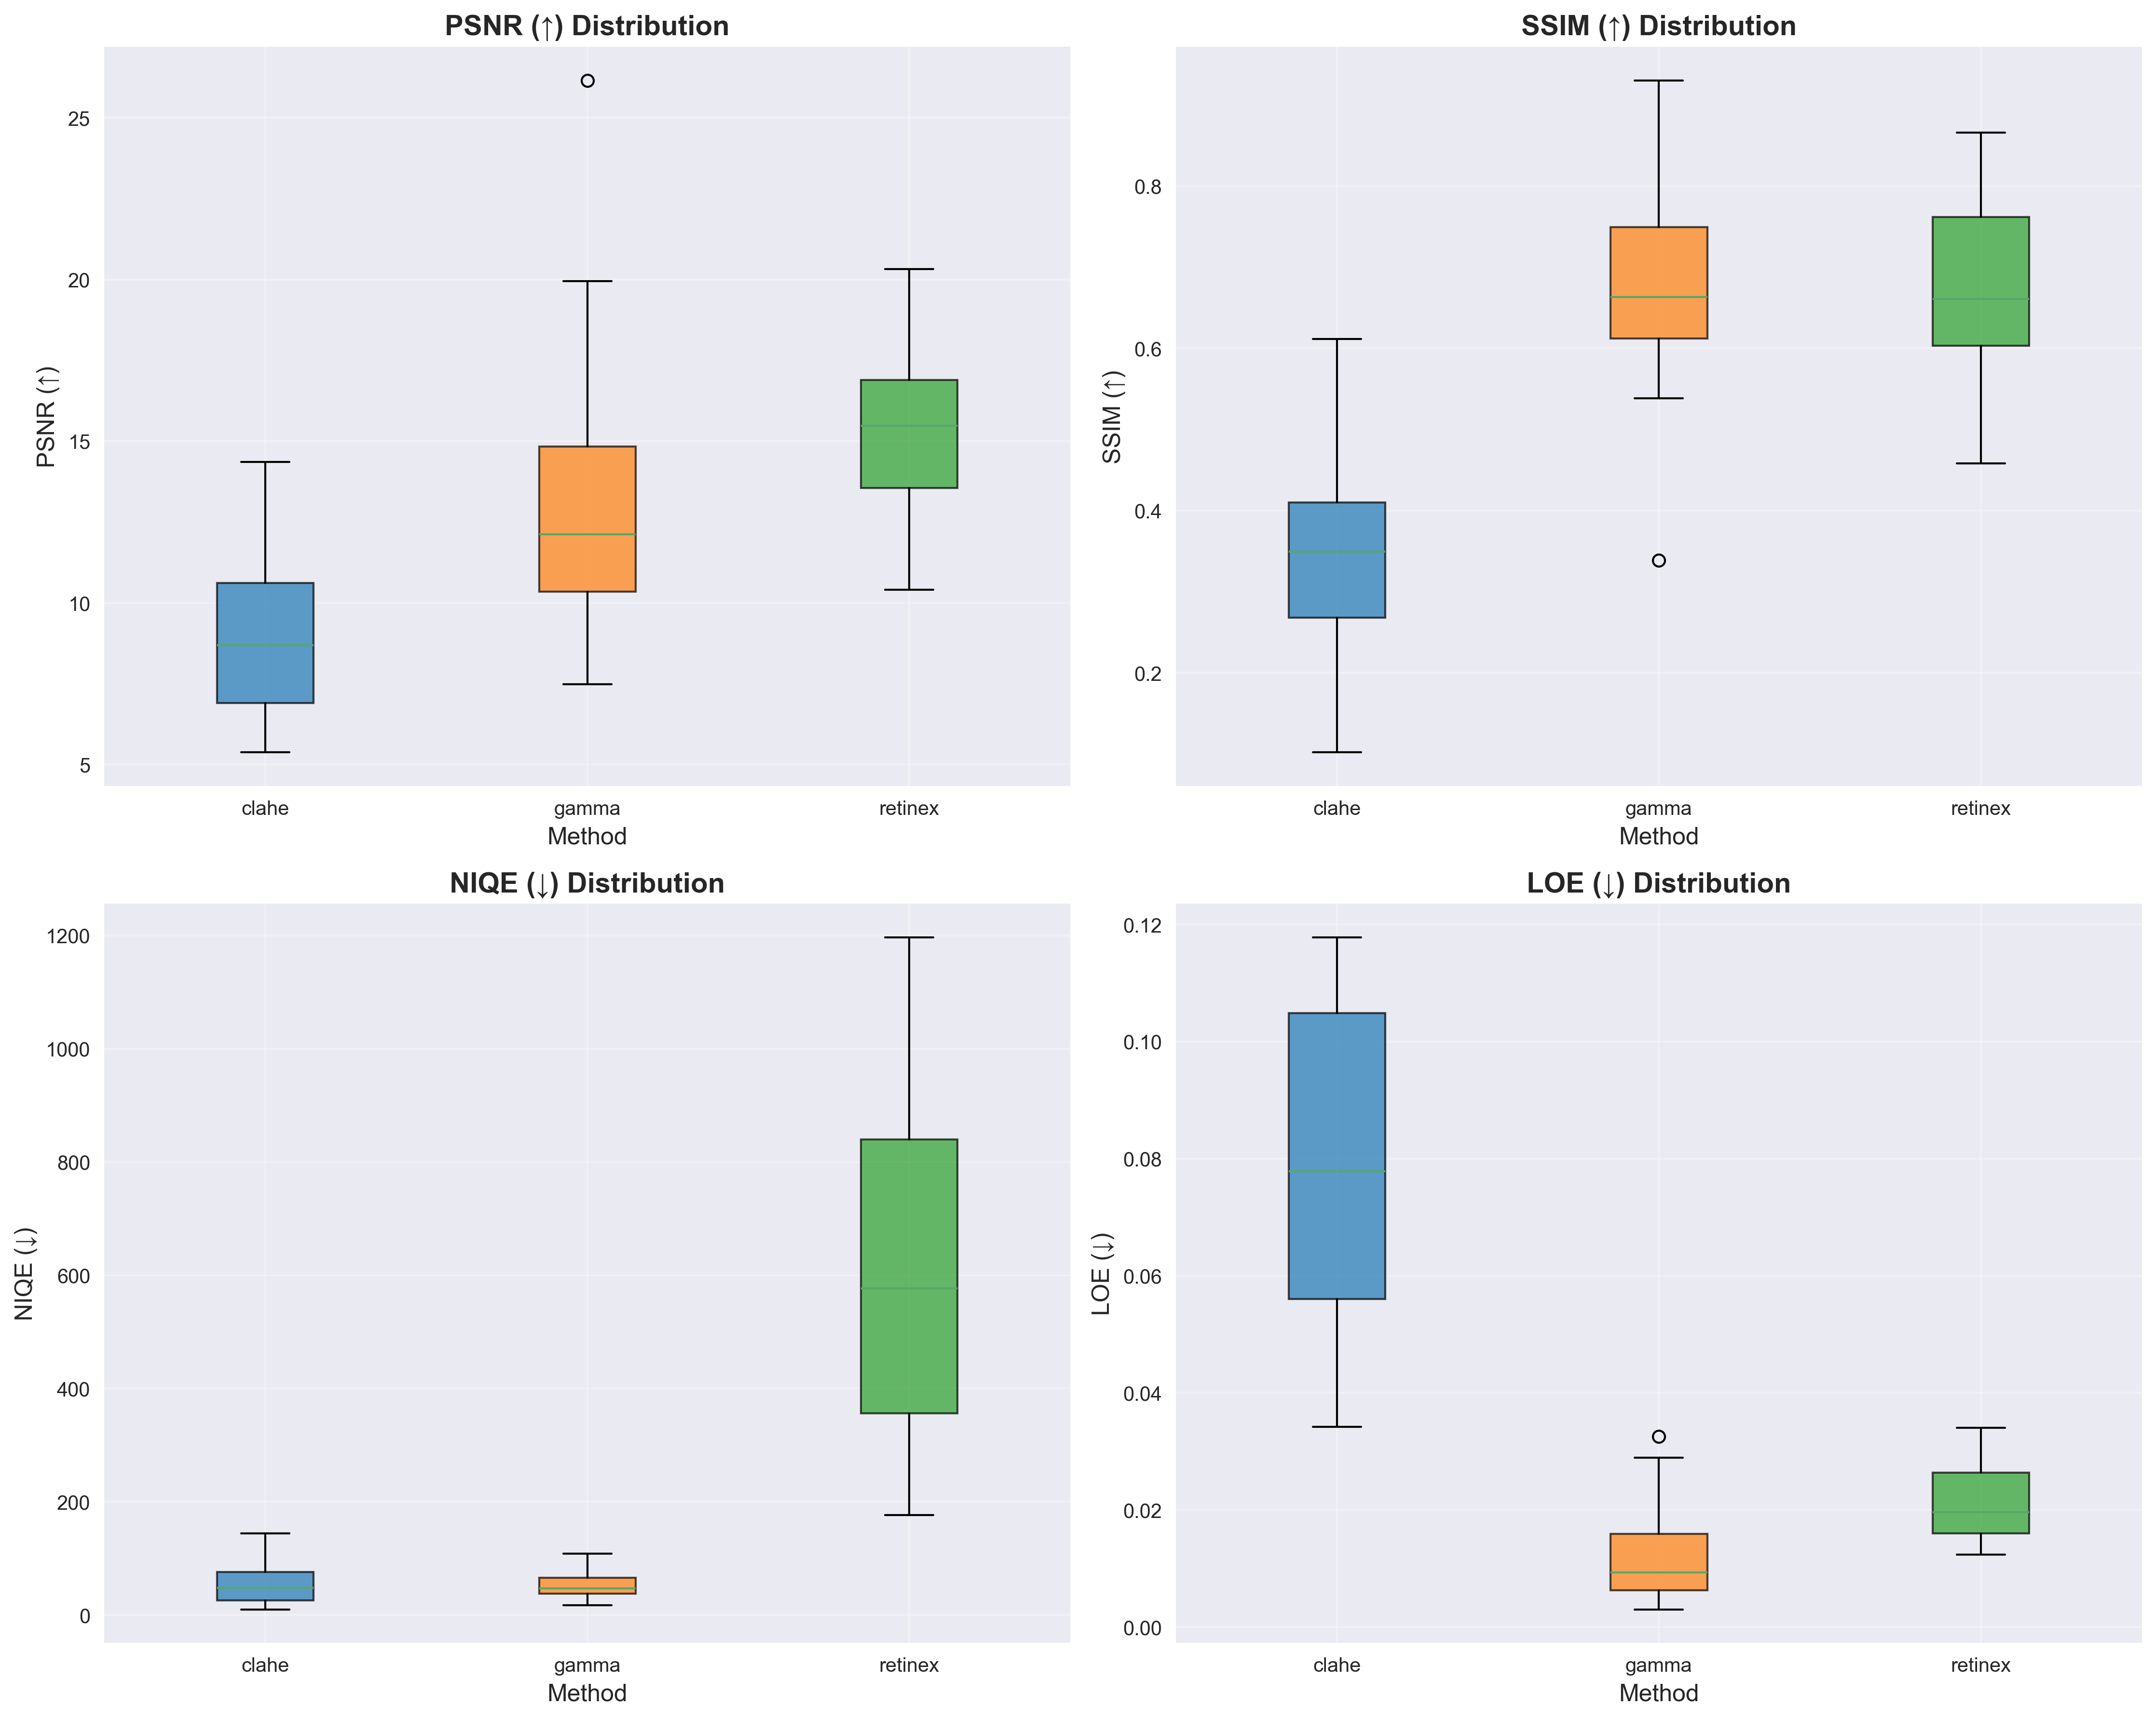 PSNR (↑) Distribution
PSNR (↑)
25
20
15
10
5
clahe gamma retinex
Method
SSIM (↑) Distribution
SSIM (↑)
0.8
0.6
0.4
0.2
clahe gamma retinex
Method
NIQE (↓) Distribution
NIQE (↓)
1200
1000
800
600
400
200
0
clahe gamma retinex
Method
LOE (↓) Distribution
LOE (↓)
0.12
0.10
0.08
0.06
0.04
0.02
0.00
clahe gamma retinex
Method